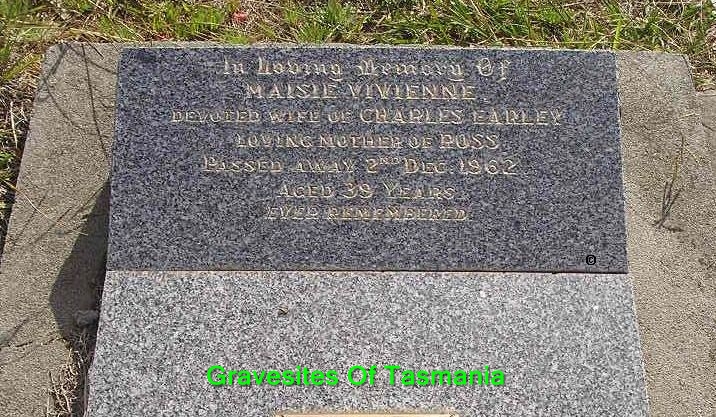 In Loving Memory Of
MAISIE VIVIENNE
DEVOTED WIFE OF CHARLES EARLEY
LOVING MOTHER OF ROSS
PASSED AWAY 2ND DEC. 1962
AGED 39 YEARS
EVER REMEMBERED
©
Gravesites Of Tasmania